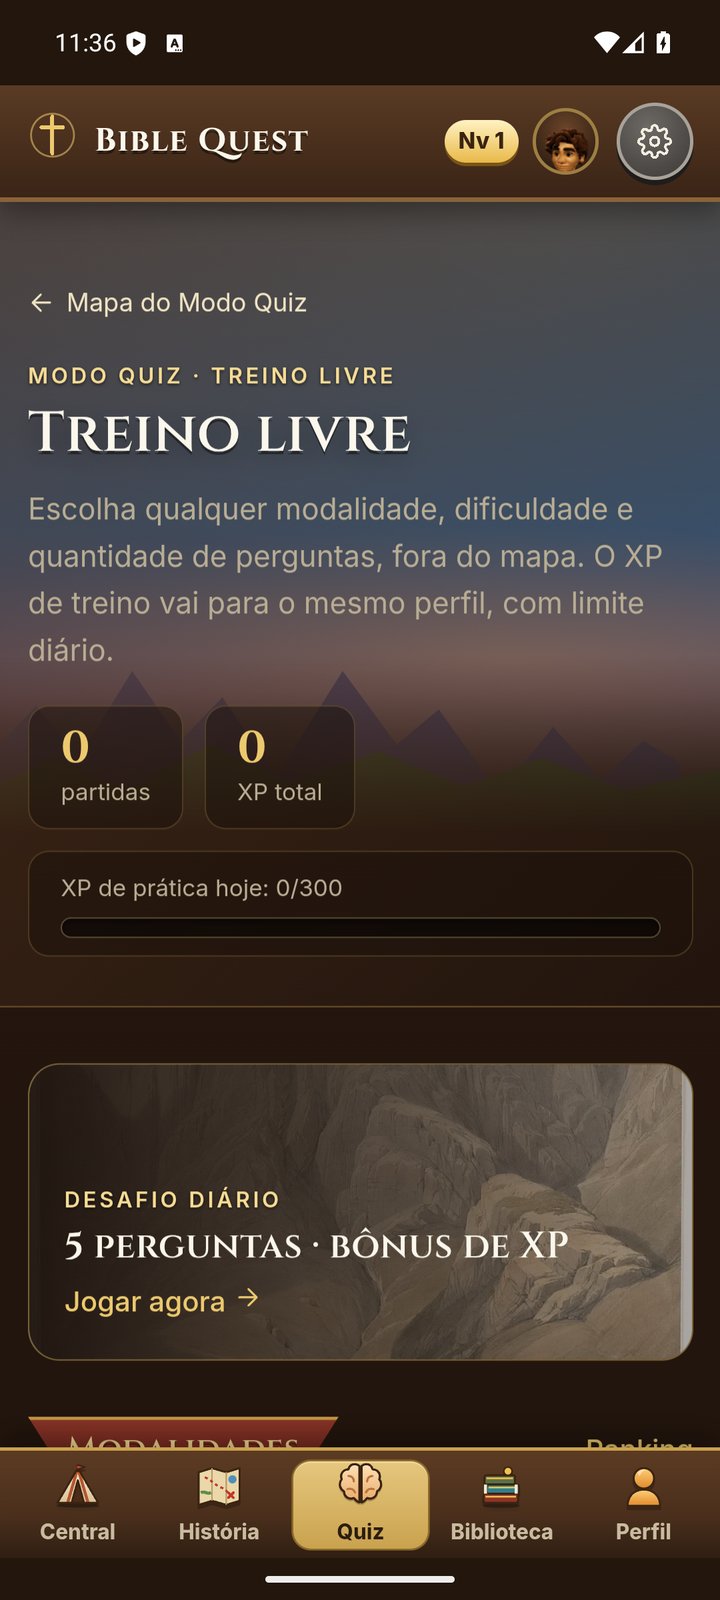 11:36
BIBLE QUEST
Nv 1
← Mapa do Modo Quiz
MODO QUIZ · TREINO LIVRE
TREINO LIVRE
Escolha qualquer modalidade, dificuldade e
quantidade de perguntas, fora do mapa. O XP
de treino vai para o mesmo perfil, com limite
diário.
0
partidas
0
XP total
XP de prática hoje: 0/300
DESAFIO DIÁRIO
5 PERGUNTAS · BÔNUS DE XP
Jogar agora →
MODALIDADES
Ranking
Central
História
Quiz
Biblioteca
Perfil